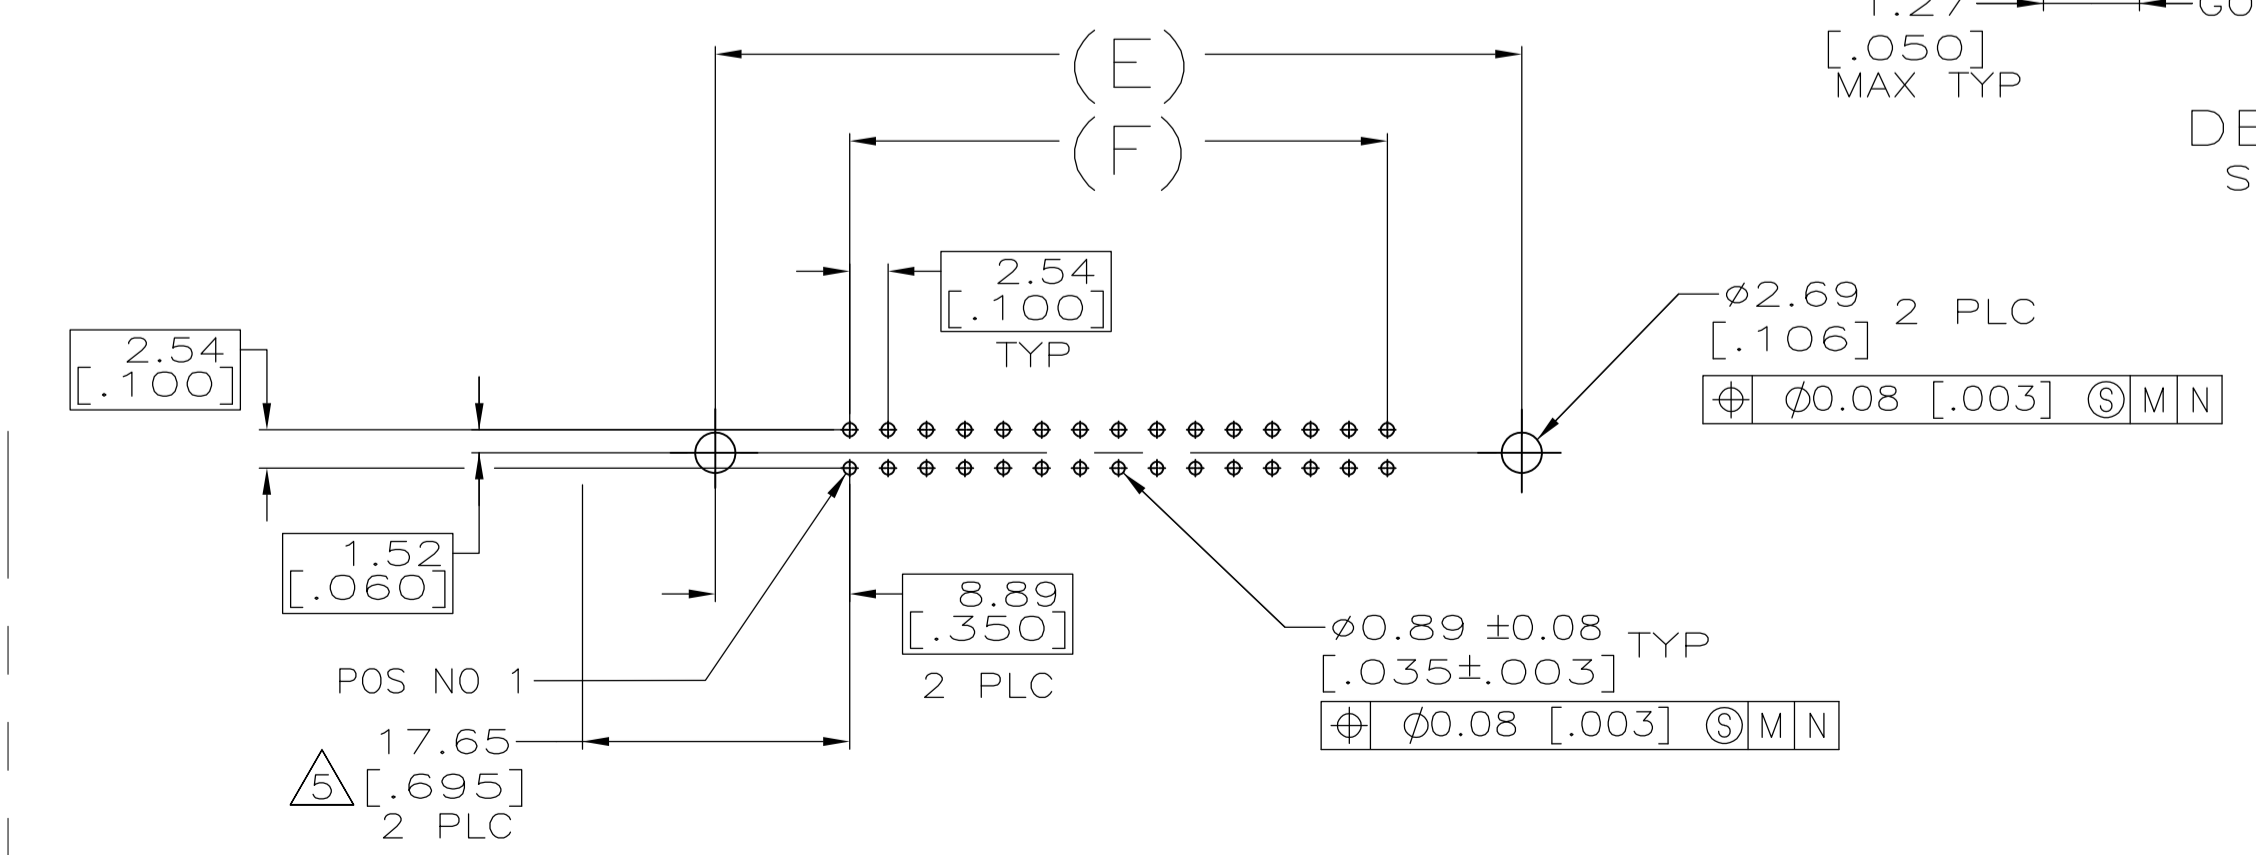 1.27
GO
[.050]
MAX TYP
DE
S
(E)
(F)
2.54
[.100]
TYP
2.54
[.100]
⌀2.69
[.106]
2 PLC
⌖ ⌀0.08 [.003] Ⓢ M N
1.52
[.060]
8.89
[.350]
2 PLC
POS NO 1
⌀0.89 ±0.08
[.035±.003]
TYP
⌖ ⌀0.08 [.003] Ⓢ M N
17.65
5
[.695]
2 PLC